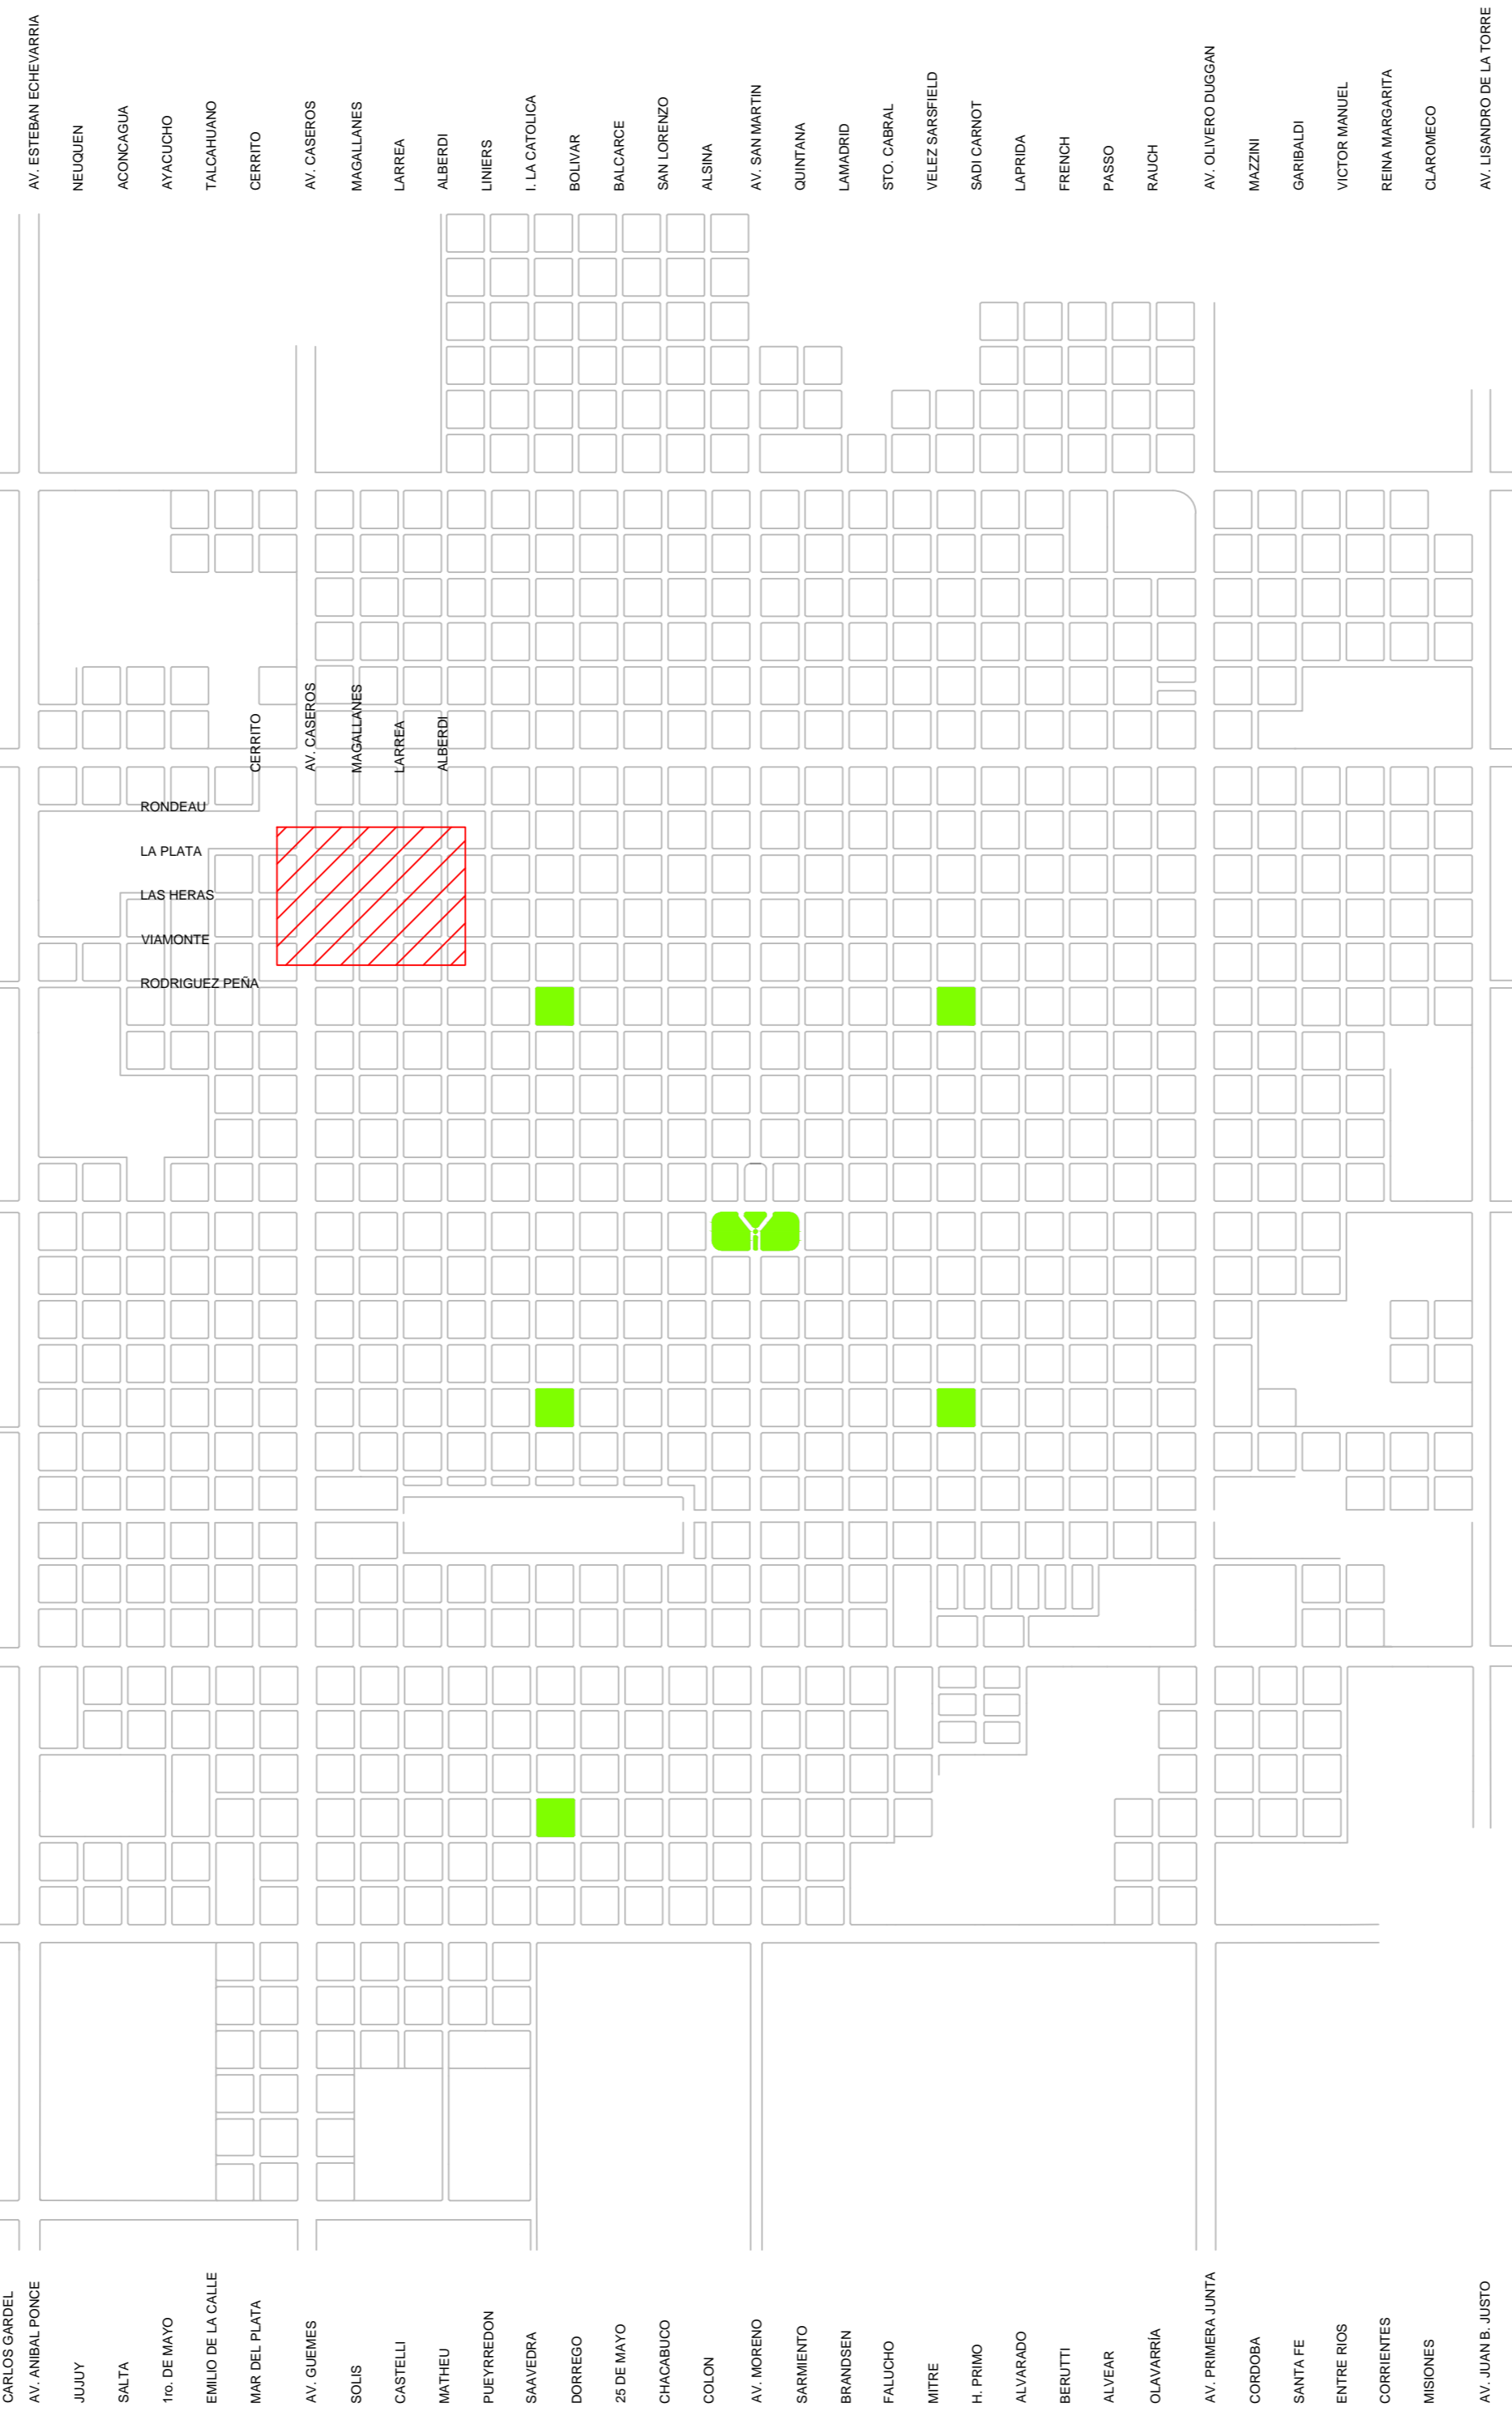 AV. ESTEBAN ECHEVARRIA
NEUQUEN
ACONCAGUA
AYACUCHO
TALCAHUANO
CERRITO
AV. CASEROS
MAGALLANES
LARREA
ALBERDI
LINIERS
I. LA CATOLICA
BOLIVAR
BALCARCE
SAN LORENZO
ALSINA
AV. SAN MARTIN
QUINTANA
LAMADRID
STO. CABRAL
VELEZ SARSFIELD
SADI CARNOT
LAPRIDA
FRENCH
PASSO
RAUCH
AV. OLIVERO DUGGAN
MAZZINI
GARIBALDI
VICTOR MANUEL
REINA MARGARITA
CLAROMECO
AV. LISANDRO DE LA TORRE
CERRITO
AV. CASEROS
MAGALLANES
LARREA
ALBERDI
RONDEAU
LA PLATA
LAS HERAS
VIAMONTE
RODRIGUEZ PEÑA
CARLOS GARDEL
AV. ANIBAL PONCE
JUJUY
SALTA
1ro. DE MAYO
EMILIO DE LA CALLE
MAR DEL PLATA
AV. GUEMES
SOLIS
CASTELLI
MATHEU
PUEYRREDON
SAAVEDRA
DORREGO
25 DE MAYO
CHACABUCO
COLON
AV. MORENO
SARMIENTO
BRANDSEN
FALUCHO
MITRE
H. PRIMO
ALVARADO
BERUTTI
ALVEAR
OLAVARRÍA
AV. PRIMERA JUNTA
CORDOBA
SANTA FE
ENTRE RIOS
CORRIENTES
MISIONES
AV. JUAN B. JUSTO